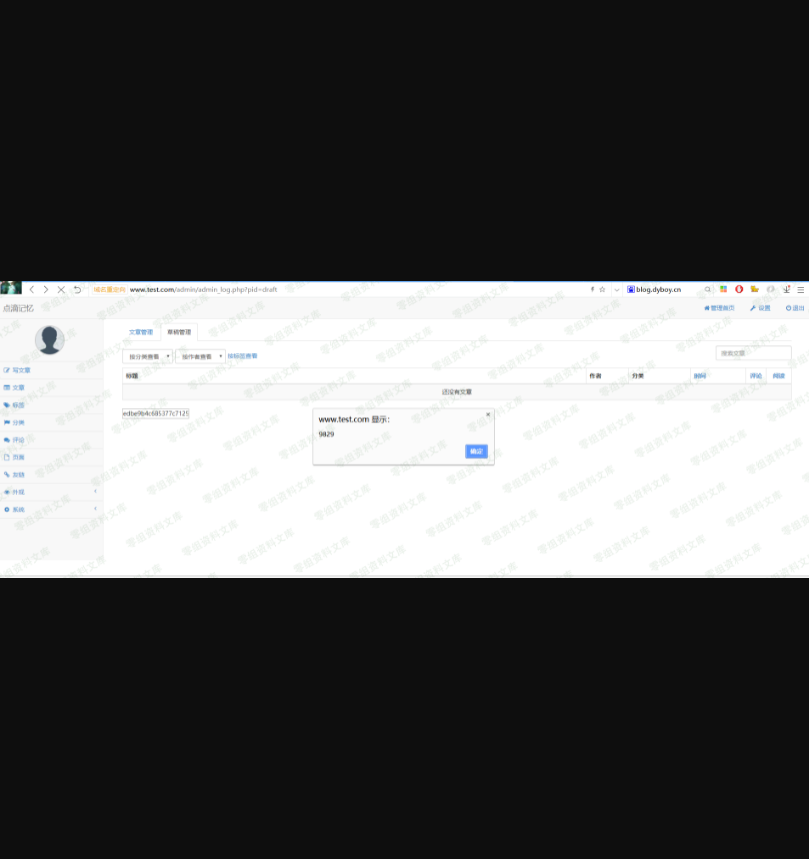 域名重定向 www.test.com/admin/admin_log.php?pid=draft
blog.dyboy.cn
点滴记忆
管理首页 设置 退出
写文章
文章
标签
分类
评论
页面
友链
外观
系统
文章管理 草稿管理
按分类查看 按作者查看 按标签查看
搜索文章
标题 作者 分类 时间 评论 阅读
还没有文章
edbe9b4c685377c7121
www.test.com 显示:
9829
确定
零组资料文库